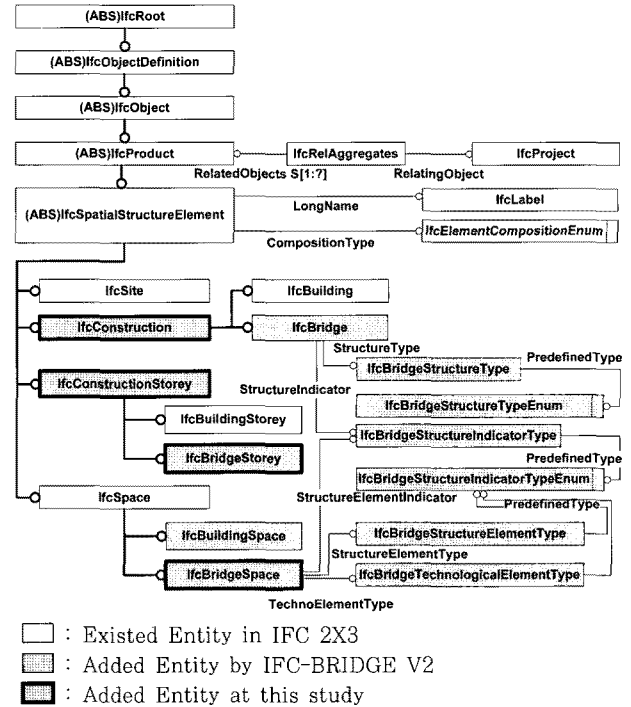 (ABS)IfcRoot
(ABS)IfcObjectDefinition
(ABS)IfcObject
(ABS)IfcProduct
IfcRelAggregates
IfcProject
RelatedObjects S[1:?]
RelatingObject
(ABS)IfcSpatialStructureElement
LongName
IfcLabel
CompositionType
IfcElementCompositionEnum
IfcSite
IfcBuilding
IfcConstruction
IfcBridge
StructureType
IfcConstructionStorey
StructureIndicator
IfcBridgeStructureType
PredefinedType
IfcBridgeStructureTypeEnum
IfcBuildingStorey
IfcBridgeStructureIndicatorType
IfcBridgeStorey
PredefinedType
IfcBridgeStructureIndicatorTypeEnum
IfcSpace
StructureElementIndicator
PredefinedType
IfcBuildingSpace
IfcBridgeStructureElementType
StructureElementType
IfcBridgeSpace
IfcBridgeTechnologicalElementType
TechnoElementType
: Existed Entity in IFC 2X3
: Added Entity by IFC-BRIDGE V2
: Added Entity at this study